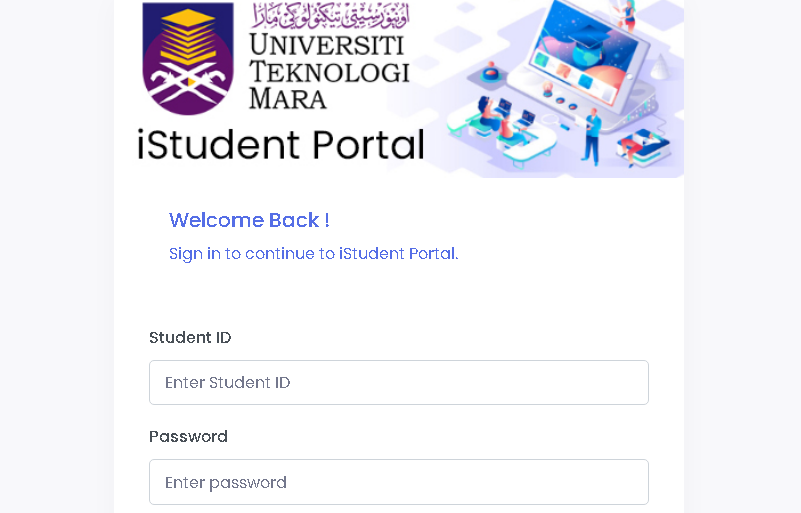 اونيۏرسيتي تيكنولوڬي مارا
UNIVERSITI
TEKNOLOGI
MARA
iStudent Portal
Welcome Back !
Sign in to continue to iStudent Portal.
Student ID
Enter Student ID
Password
Enter password